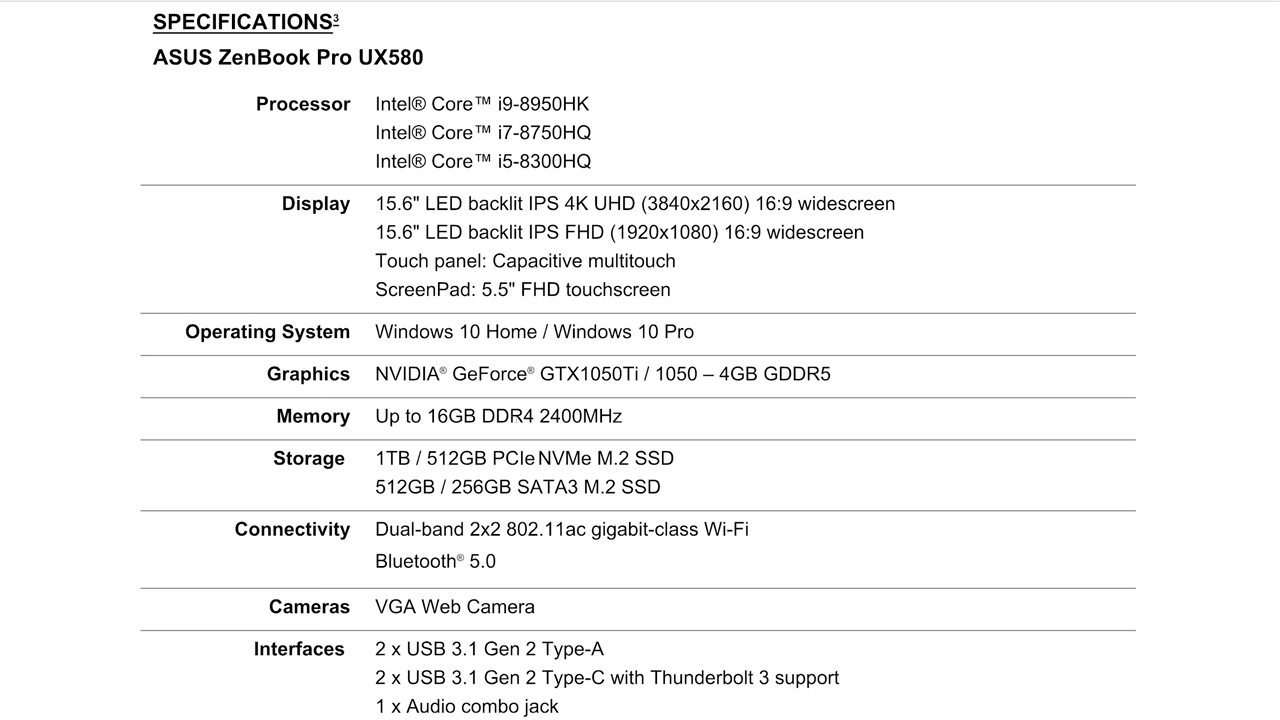 SPECIFICATIONS³
ASUS ZenBook Pro UX580
Processor Intel® Core™ i9-8950HK
Intel® Core™ i7-8750HQ
Intel® Core™ i5-8300HQ
Display 15.6" LED backlit IPS 4K UHD (3840x2160) 16:9 widescreen
15.6" LED backlit IPS FHD (1920x1080) 16:9 widescreen
Touch panel: Capacitive multitouch
ScreenPad: 5.5" FHD touchscreen
Operating System Windows 10 Home / Windows 10 Pro
Graphics NVIDIA® GeForce® GTX1050Ti / 1050 – 4GB GDDR5
Memory Up to 16GB DDR4 2400MHz
Storage 1TB / 512GB PCIe NVMe M.2 SSD
512GB / 256GB SATA3 M.2 SSD
Connectivity Dual-band 2x2 802.11ac gigabit-class Wi-Fi
Bluetooth® 5.0
Cameras VGA Web Camera
Interfaces 2 x USB 3.1 Gen 2 Type-A
2 x USB 3.1 Gen 2 Type-C with Thunderbolt 3 support
1 x Audio combo jack